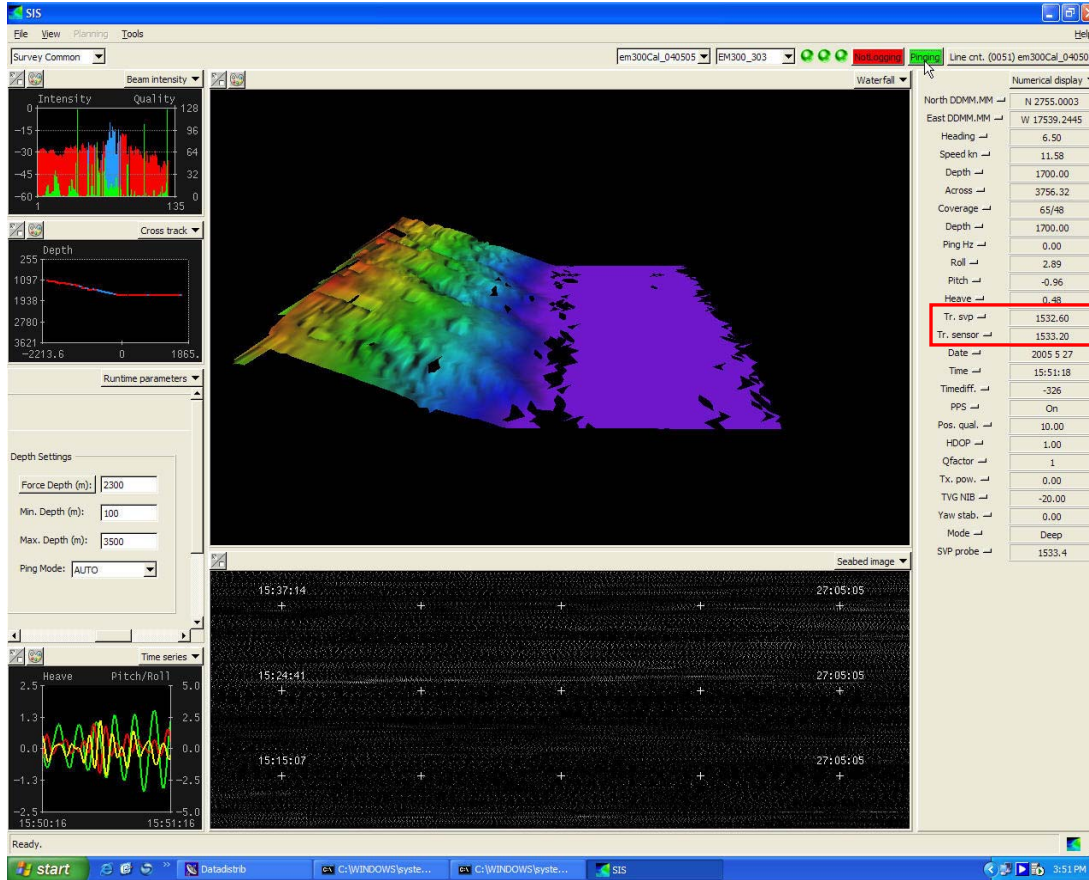 SIS
File View Planning Tools
Help
Survey Common
em300Cal_040505 EM300_303 NotLogging Pinging Line cnt. (0051) em300Cal_04050
Beam intensity
Intensity Quality
0 128
-15 96
-30 64
-45 32
-60 0
1 135
Cross track
Depth
255
1097
1938
2780
3621
-2213.6 0 1865.
Runtime parameters
Depth Settings
Force Depth (m): 2300
Min. Depth (m): 100
Max. Depth (m): 3500
Ping Mode: AUTO
Time series
Heave Pitch/Roll
2.5 5.0
1.3 2.5
0.0 0.0
-1.3 -2.5
-2.5 -5.0
15:50:16 15:51:16
Waterfall
Seabed image
15:37:14 27:05:05
15:24:41 27:05:05
15:15:07 27:05:05
Numerical display
North DDMM.MM N 2755.0003
East DDMM.MM W 17539.2445
Heading 6.50
Speed kn 11.58
Depth 1700.00
Across 3756.32
Coverage 65/48
Depth 1700.00
Ping Hz 0.00
Roll 2.89
Pitch -0.96
Heave 0.48
Tr. svp 1532.60
Tr. sensor 1533.20
Date 2005 5 27
Time 15:51:18
Timediff. -326
PPS On
Pos. qual. 10.00
HDOP 1.00
Qfactor 1
Tx. pow. 0.00
TVG NIB -20.00
Yaw stab. 0.00
Mode Deep
SVP probe 1533.4
Ready.
start Datadistrib C:\WINDOWS\syste... C:\WINDOWS\syste... SIS 3:51 PM